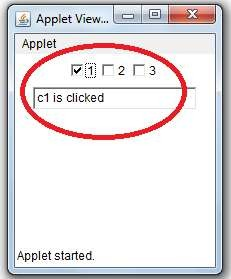 Applet View...
Applet
1 2 3
c1 is clicked
Applet started.